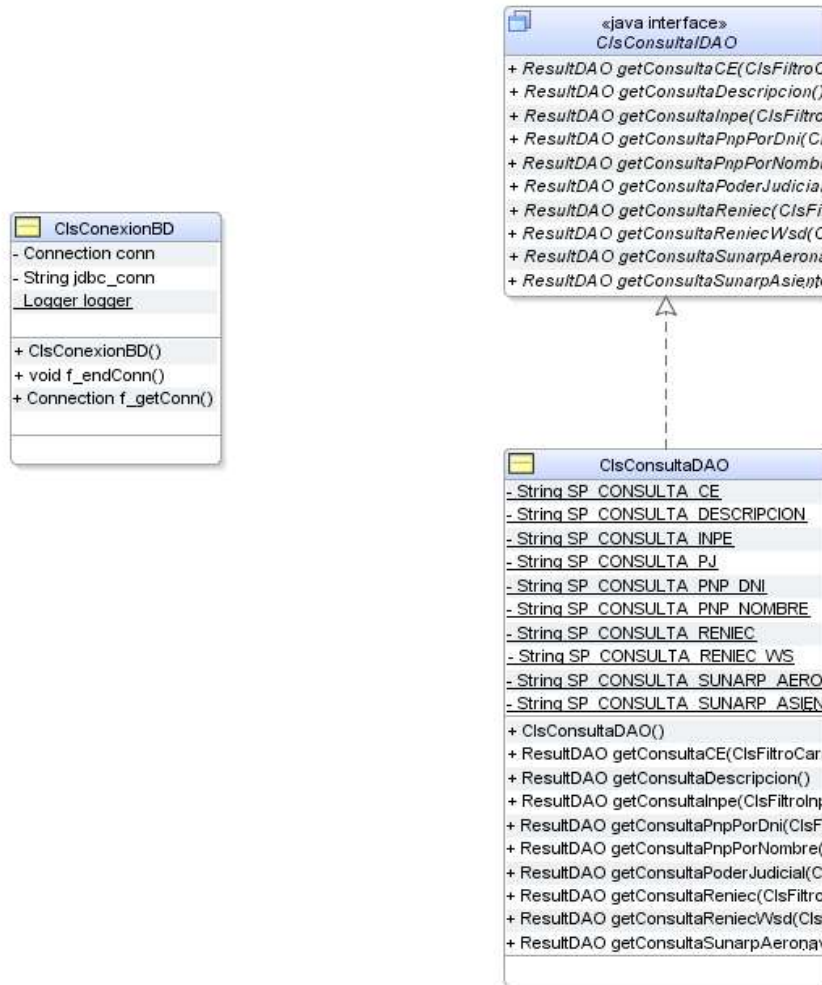 «java interface»
ClsConsultaIDAO
+ ResultDAO getConsultaCE(ClsFiltroC
+ ResultDAO getConsultaDescripcion()
+ ResultDAO getConsultaInpe(ClsFiltro
+ ResultDAO getConsultaPnpPorDni(Cl
+ ResultDAO getConsultaPnpPorNomb
+ ResultDAO getConsultaPoderJudicial
+ ResultDAO getConsultaReniec(ClsFi
+ ResultDAO getConsultaReniecWsd(C
+ ResultDAO getConsultaSunarpAerona
+ ResultDAO getConsultaSunarpAsiento
ClsConexionBD
- Connection conn
- String jdbc_conn
Logger logger
+ ClsConexionBD()
+ void f_endConn()
+ Connection f_getConn()
ClsConsultaDAO
- String SP_CONSULTA_CE
- String SP_CONSULTA_DESCRIPCION
- String SP_CONSULTA_INPE
- String SP_CONSULTA_PJ
- String SP_CONSULTA_PNP_DNI
- String SP_CONSULTA_PNP_NOMBRE
- String SP_CONSULTA_RENIEC
- String SP_CONSULTA_RENIEC_WS
- String SP_CONSULTA_SUNARP_AERO
- String SP_CONSULTA_SUNARP_ASIEN
+ ClsConsultaDAO()
+ ResultDAO getConsultaCE(ClsFiltroCar
+ ResultDAO getConsultaDescripcion()
+ ResultDAO getConsultaInpe(ClsFiltroInp
+ ResultDAO getConsultaPnpPorDni(ClsF
+ ResultDAO getConsultaPnpPorNombre(
+ ResultDAO getConsultaPoderJudicial(C
+ ResultDAO getConsultaReniec(ClsFiltro
+ ResultDAO getConsultaReniecWsd(Cls
+ ResultDAO getConsultaSunarpAeronav